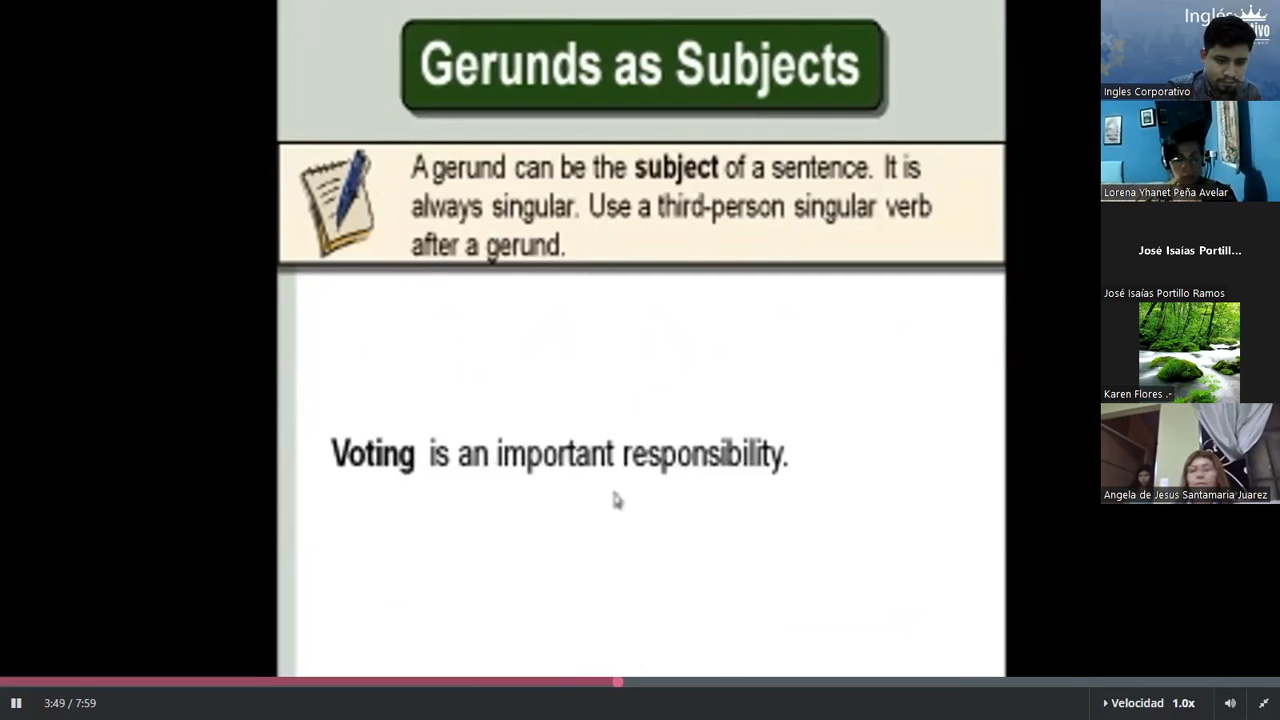 Gerunds as Subjects
A gerund can be the subject of a sentence. It is
always singular. Use a third-person singular verb
after a gerund.
Voting is an important responsibility.
Inglés
Ingles Corporativo
Lorena Yhanet Peña Avelar
José Isaías Portill...
José Isaías Portillo Ramos
Karen Flores .-
Angela de Jesus Santamaria Juarez
3:49 / 7:59
Velocidad 1.0x